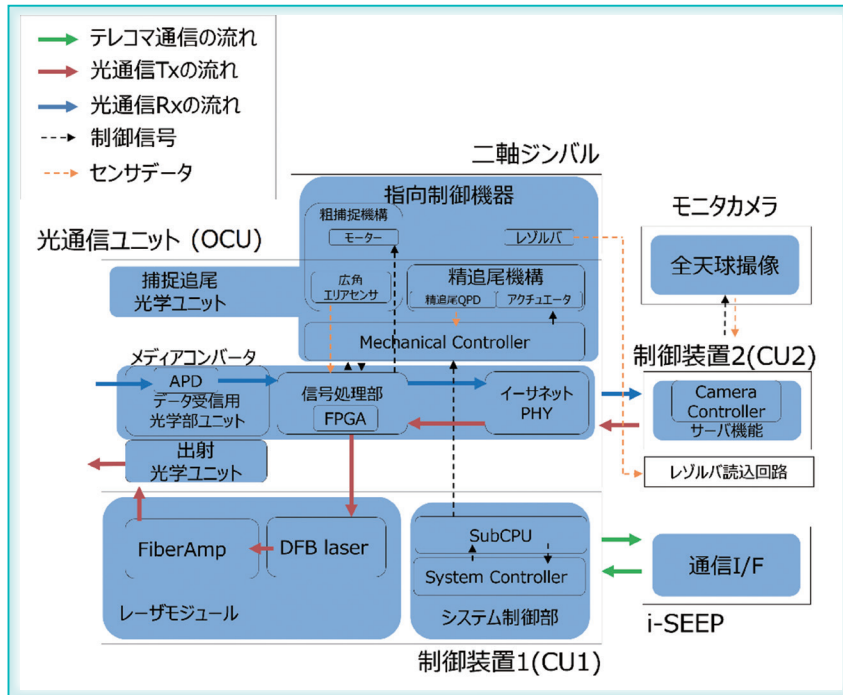 テレコマ通信の流れ
光通信Txの流れ
光通信Rxの流れ
制御信号
センサデータ
二軸ジンバル
指向制御機器
粗捕捉機構
モーター
レゾルバ
モニタカメラ
全天球撮像
光通信ユニット (OCU)
捕捉追尾
光学ユニット
広角
エリアセンサ
精追尾機構
精追尾QPD
アクチュエータ
Mechanical Controller
制御装置2(CU2)
メディアコンバータ
APD
データ受信用
光学部ユニット
信号処理部
FPGA
イーサネット
PHY
Camera
Controller
サーバ機能
出射
光学ユニット
レゾルバ読込回路
FiberAmp
DFB laser
レーザモジュール
SubCPU
System Controller
システム制御部
通信I/F
i-SEEP
制御装置1(CU1)